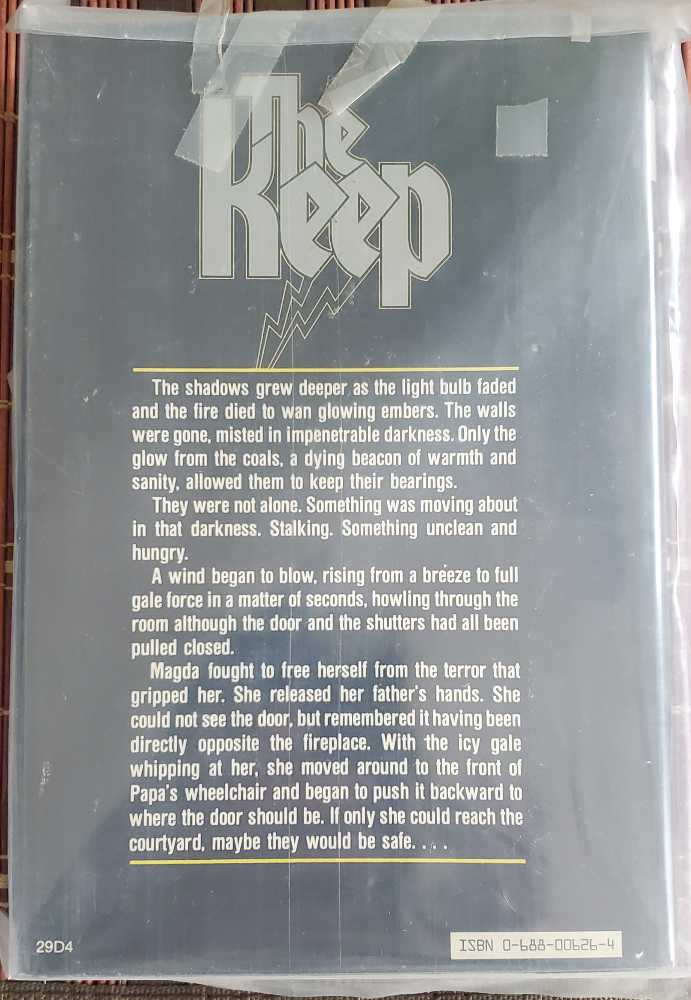 The
Keep
The shadows grew deeper as the light bulb faded
and the fire died to wan glowing embers. The walls
were gone, misted in impenetrable darkness. Only the
glow from the coals, a dying beacon of warmth and
sanity, allowed them to keep their bearings.
They were not alone. Something was moving about
in that darkness. Stalking. Something unclean and
hungry.
A wind began to blow, rising from a breeze to full
gale force in a matter of seconds, howling through the
room although the door and the shutters had all been
pulled closed.
Magda fought to free herself from the terror that
gripped her. She released her father's hands. She
could not see the door, but remembered it having been
directly opposite the fireplace. With the icy gale
whipping at her, she moved around to the front of
Papa's wheelchair and began to push it backward to
where the door should be. If only she could reach the
courtyard, maybe they would be safe. . . .
29D4
ISBN 0-688-00626-4